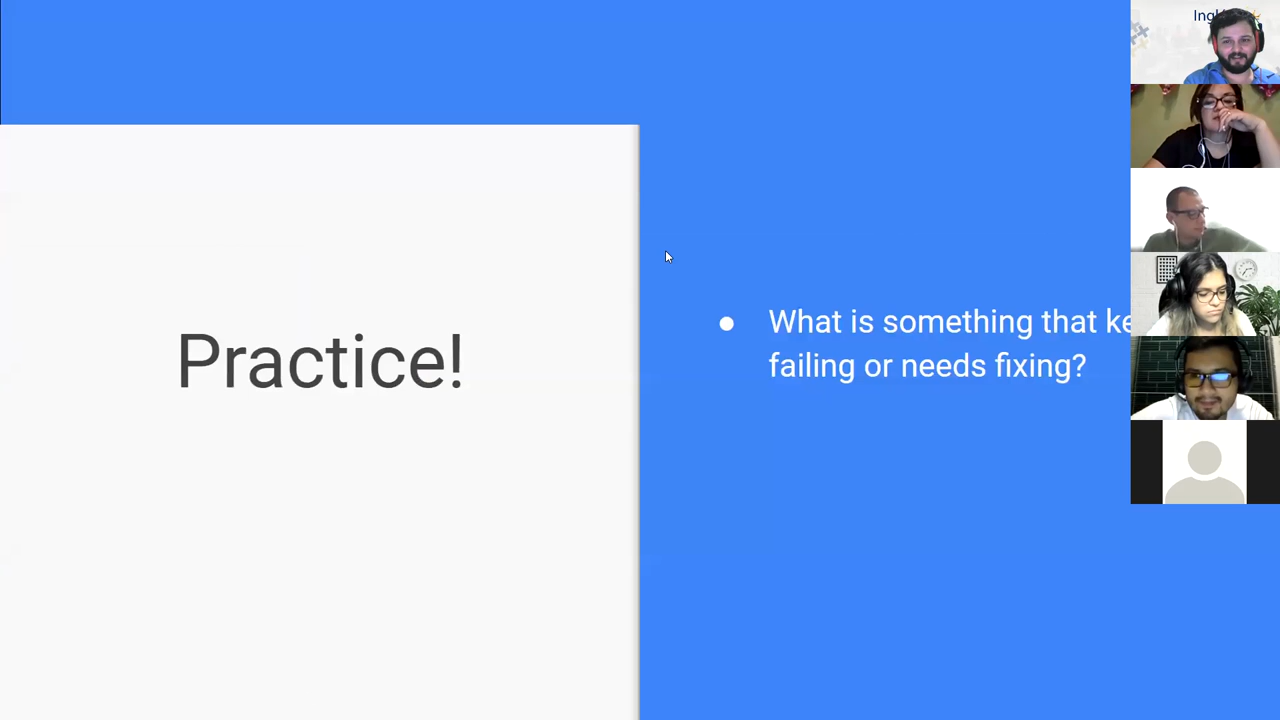 Practice!
What is something that
failing or needs fixing?